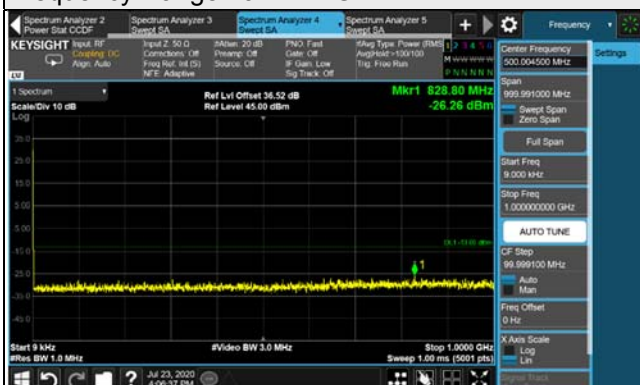 Spectrum Analyzer 2
Power Stat CCDF
Spectrum Analyzer 3
Swept SA
Spectrum Analyzer 4
Swept SA
Spectrum Analyzer 5
Swept SA
+
Frequency
KEYSIGHT
Input: RF
Coupling: DC
Align: Auto
Input Z: 50 Ω
Corrections: Off
Freq Ref: Int (S)
NFE: Adaptive
#Atten: 20 dB
Preamp: Off
Source: Off
PNO: Fast
Gate: Off
IF Gain: Low
Sig Track: Off
#Avg Type: Power (RMS
Avg|Hold:>100/100
Trig: Free Run
1 2 3 4 5 6
M W W W W W
P N N N N N
1 Spectrum
Scale/Div 10 dB
Log
Ref Lvl Offset 36.52 dB
Ref Level 45.00 dBm
Mkr1 828.80 MHz
-26.26 dBm
35.0
25.0
15.0
5.00
-5.00
-15.0
-25.0
-35.0
-45.0
1
Start 9 kHz
#Res BW 1.0 MHz
#Video BW 3.0 MHz
Stop 1.0000 GHz
Sweep 1.00 ms (5001 pts)
Jul 23, 2020
4:06:37 PM
Settings
Center Frequency
500.004500 MHz
Span
999.991000 MHz
Swept Span
Zero Span
Full Span
Start Freq
9.000 kHz
Stop Freq
1.000000000 GHz
AUTO TUNE
CF Step
99.999100 MHz
Auto
Man
Freq Offset
0 Hz
X Axis Scale
Log
Lin
Signal Track